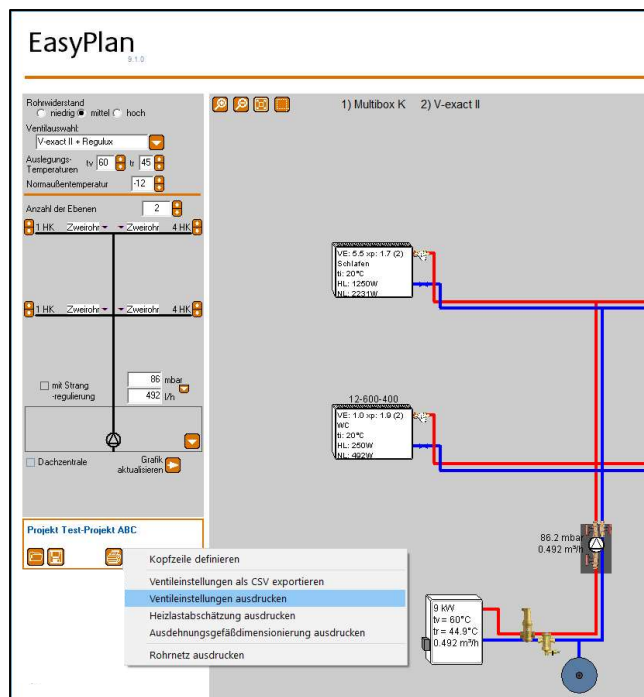 EasyPlan
9.1.0
Rohrwiderstand
niedrig mittel hoch
Ventilauswahl:
V-exact II + Regulux
Auslegungs-
Temperaturen tv 60 tr 45
Normaußentemperatur -12
Anzahl der Ebenen 2
1 HK Zweirohr Zweirohr 4 HK
1 HK Zweirohr Zweirohr 4 HK
mit Strang
-regulierung
86 mbar
492 l/h
Dachzentrale
Grafik
aktualisieren
Projekt Test-Projekt ABC
Kopfzeile definieren
Ventileinstellungen als CSV exportieren
Ventileinstellungen ausdrucken
Heizlastabschätzung ausdrucken
Ausdehnungsgefäßdimensionierung ausdrucken
Rohrnetz ausdrucken
1) Multibox K 2) V-exact II
VE: 5.5 xp: 1.7 (2)
Schlafen
ti: 20°C
HL: 1250W
NL: 2231W
12-600-400
VE: 1.0 xp: 1.9 (2)
WC
ti: 20°C
HL: 250W
NL: 492W
86.2 mbar
0.492 m³/h
9 kW
tv = 60°C
tr = 44.9°C
0.492 m³/h